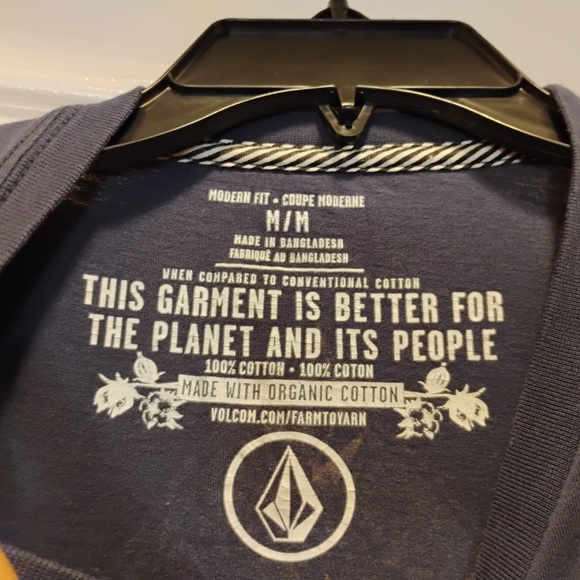 MODERN FIT • COUPE MODERNE
M/M
MADE IN BANGLADESH
FABRIQUÉ AU BANGLADESH
WHEN COMPARED TO CONVENTIONAL COTTON
THIS GARMENT IS BETTER FOR
THE PLANET AND ITS PEOPLE
100% COTTON • 100% COTON
MADE WITH ORGANIC COTTON
VOLCOM.COM/FARMTOYARN